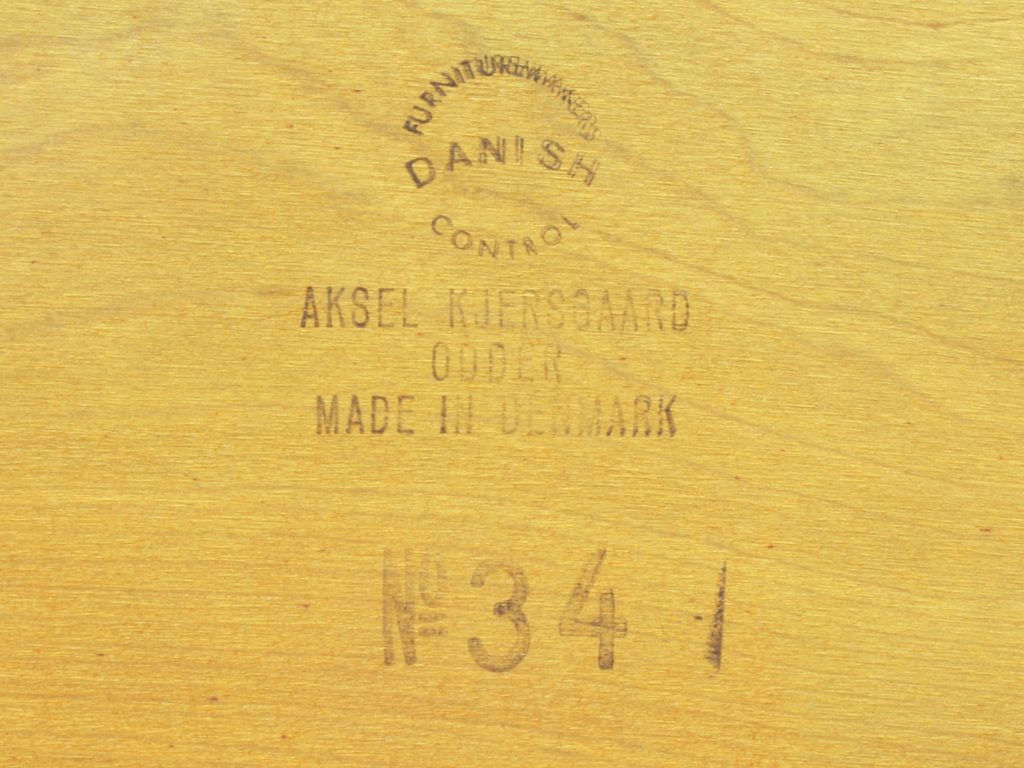 FURNITUREMAKERS
DANISH
CONTROL
AKSEL KJERSGAARD
ODDER
MADE IN DENMARK
Nº 34